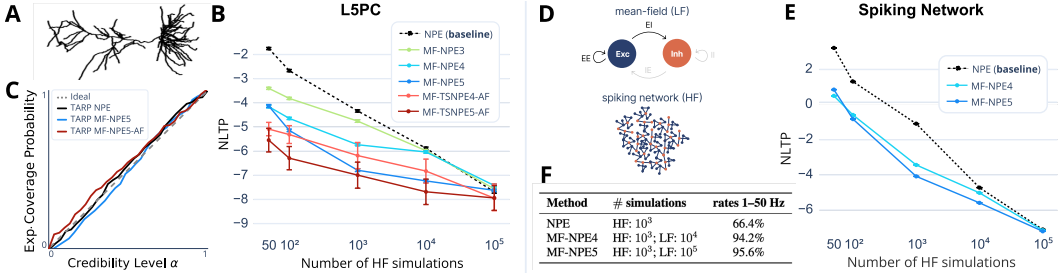 A
B
L5PC
NPE (baseline)
MF-NPE3
MF-NPE4
MF-NPE5
MF-TSNPE4-AF
MF-TSNPE5-AF
NLTP
−2
−3
−4
−5
−6
−7
−8
−9
50 10² 10³ 10⁴ 10⁵
Number of HF simulations
C
Ideal
TARP NPE
TARP MF-NPE5
TARP MF-NPE5-AF
Exp. Coverage Probability
1
0
1
Credibility Level α
D
mean-field (LF)
EI
EE
Exc
Inh
II
IE
spiking network (HF)
F
Method # simulations rates 1–50 Hz
NPE HF: 10³ 66.4%
MF-NPE4 HF: 10³; LF: 10⁴ 94.2%
MF-NPE5 HF: 10³; LF: 10⁵ 95.6%
E
Spiking Network
NPE (baseline)
MF-NPE4
MF-NPE5
NLTP
2
0
−2
−4
−6
50 10² 10³ 10⁴ 10⁵
Number of HF simulations